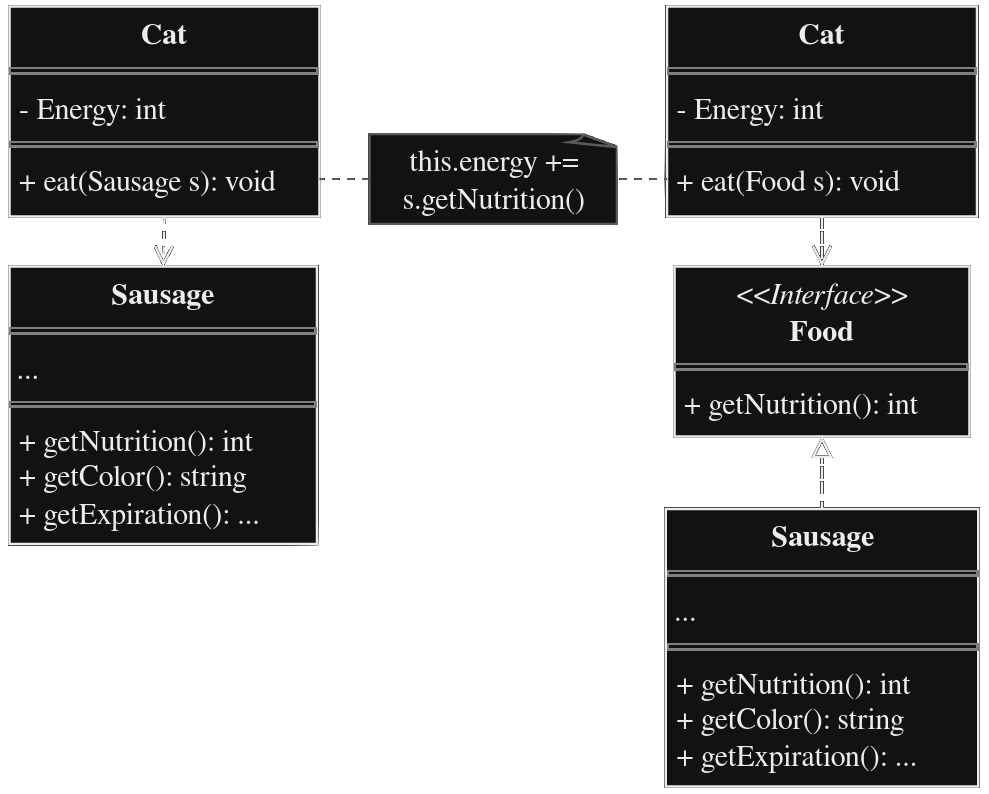 Cat
- Energy: int
+ eat(Sausage s): void
this.energy +=
s.getNutrition()
Cat
- Energy: int
+ eat(Food s): void
Sausage
...
+ getNutrition(): int
+ getColor(): string
+ getExpiration(): ...
<<Interface>>
Food
+ getNutrition(): int
Sausage
...
+ getNutrition(): int
+ getColor(): string
+ getExpiration(): ...